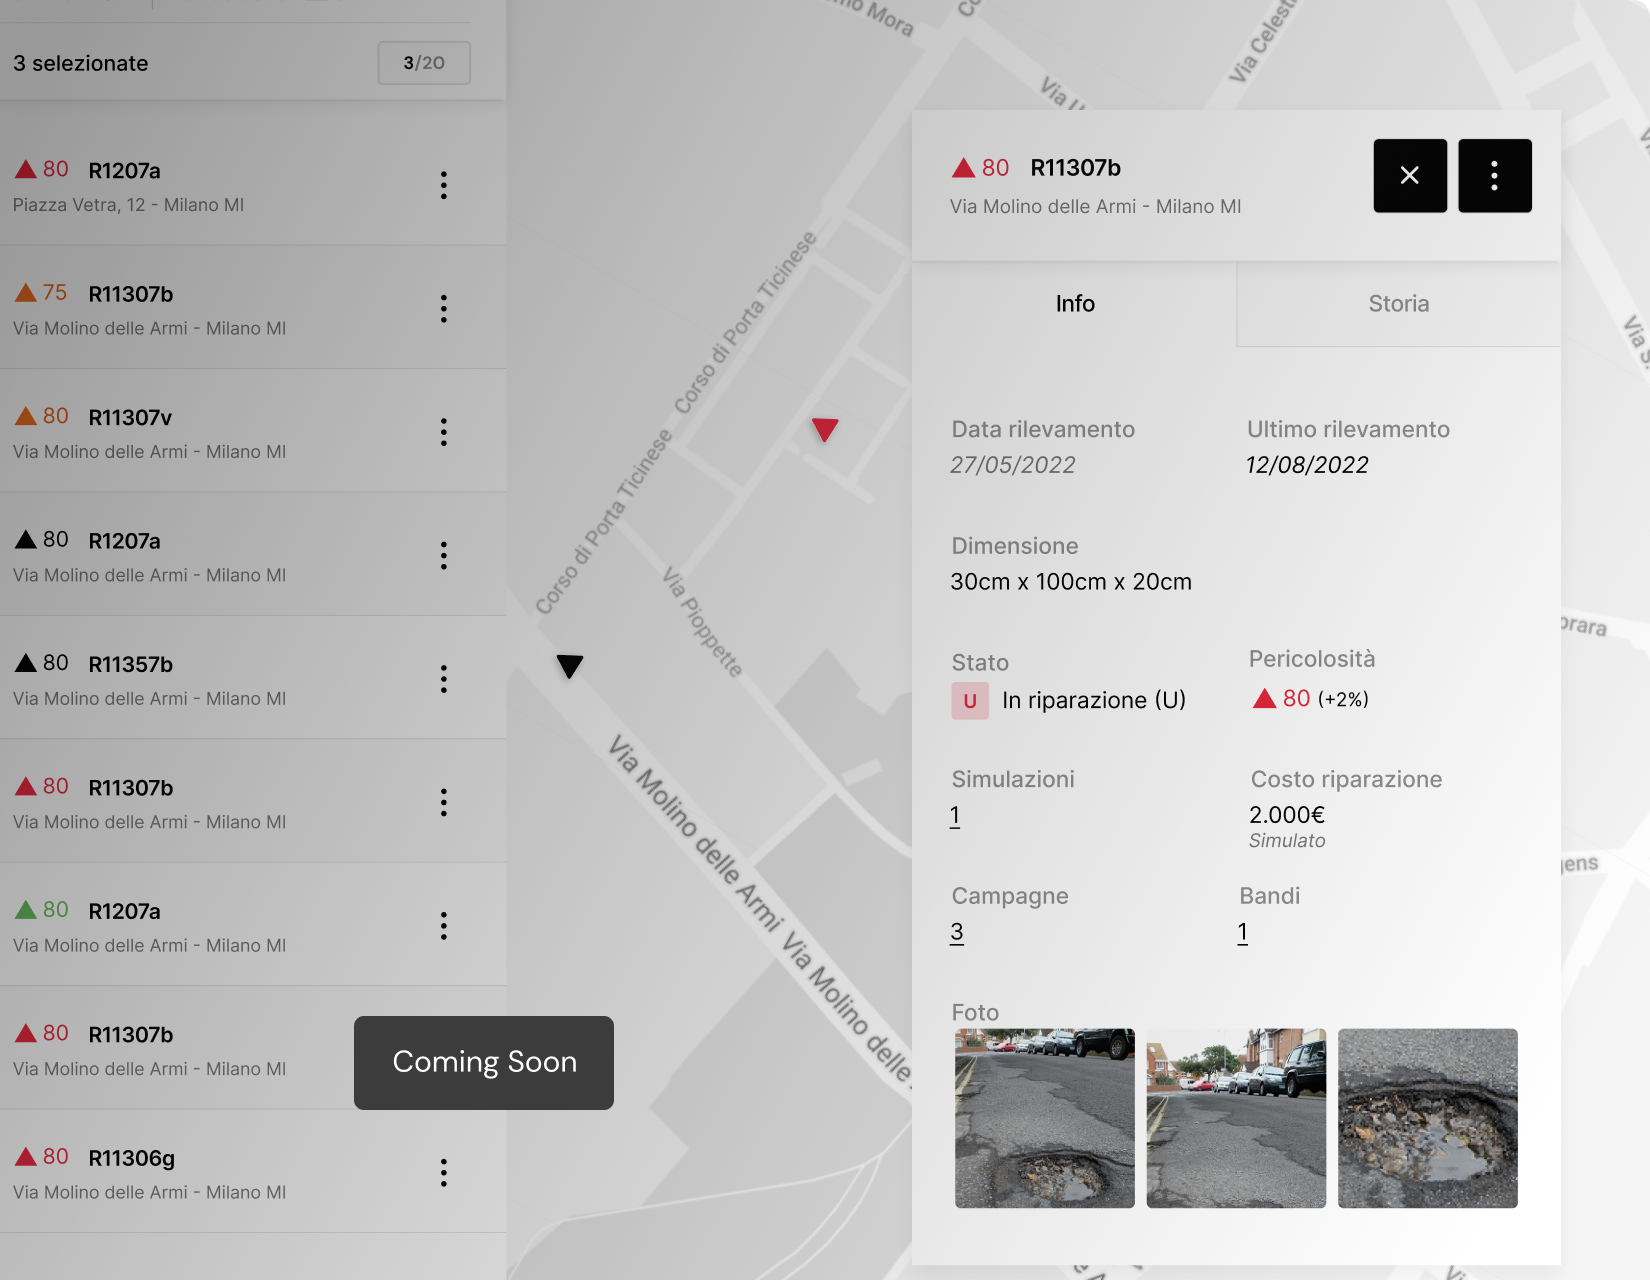 3 selezionate
3/20
80 R1207a
Piazza Vetra, 12 - Milano MI
75 R11307b
Via Molino delle Armi - Milano MI
80 R11307v
Via Molino delle Armi - Milano MI
80 R1207a
Via Molino delle Armi - Milano MI
80 R11357b
Via Molino delle Armi - Milano MI
80 R11307b
Via Molino delle Armi - Milano MI
80 R1207a
Via Molino delle Armi - Milano MI
80 R11307b
Via Molino delle Armi - Milano MI
80 R11306g
Via Molino delle Armi - Milano MI
Coming Soon
Mora
Via Celest
Via
Corso di Porta Ticinese
Corso di Porta Ticinese
Via Pioppette
Via Molino delle Armi
Via Molino delle
80 R11307b
Via Molino delle Armi - Milano MI
Info
Storia
Data rilevamento
27/05/2022
Ultimo rilevamento
12/08/2022
Dimensione
30cm x 100cm x 20cm
Stato
U In riparazione (U)
Pericolosità
80 (+2%)
Simulazioni
1
Costo riparazione
2.000€
Simulato
Campagne
3
Bandi
1
Foto
Via S.
orara
gens